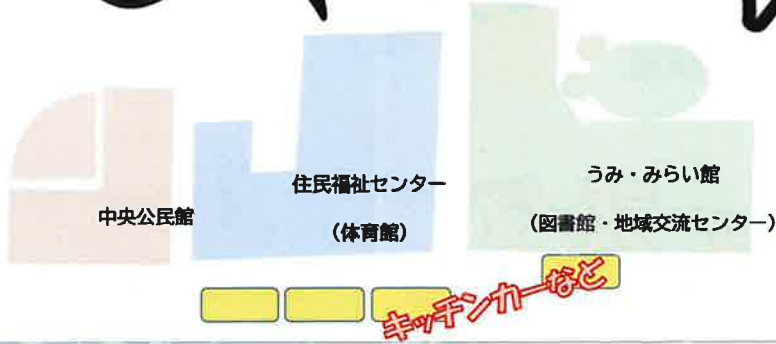 中央公民館
住民福祉センター
(体育館)
うみ・みらい館
(図書館・地域交流センター)
キッチンカーなど